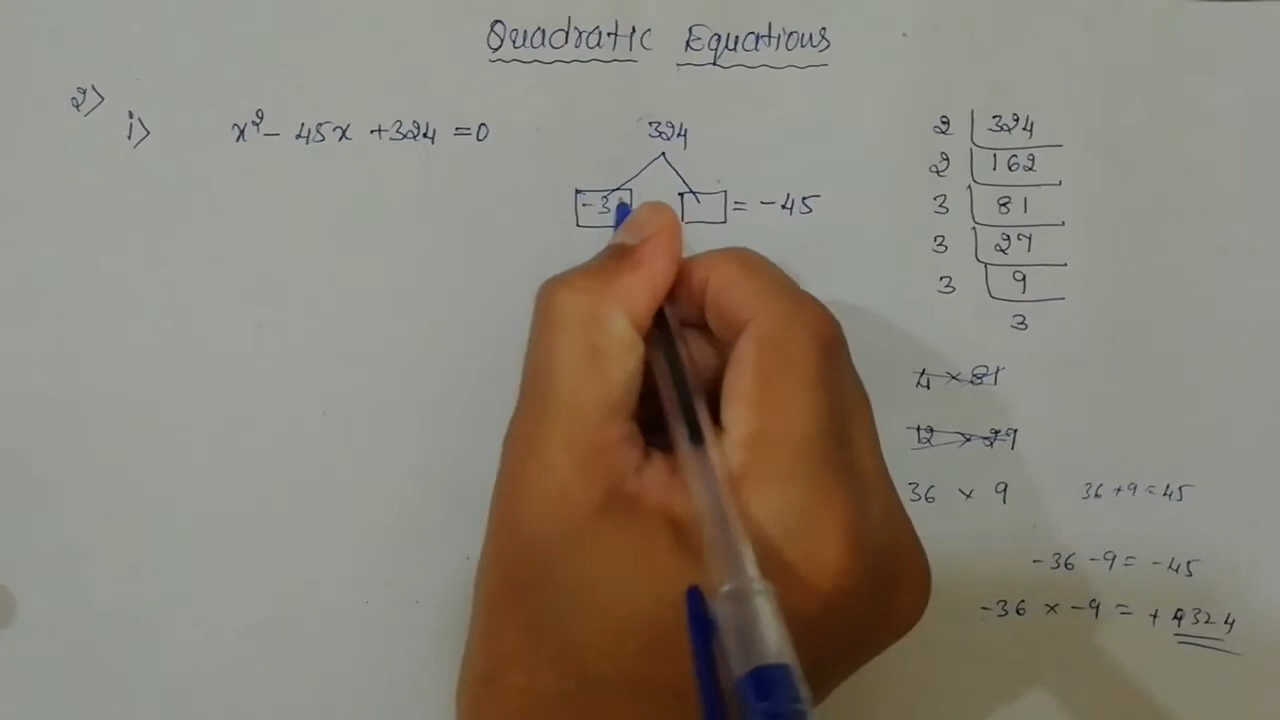 Quadratic Equations
2>
i> x² - 45x + 324 = 0
324
-3 = -45
2 324
2 162
3 81
3 27
3 9
3
4 × 81
12 × 27
36 × 9 36 + 9 = 45
-36 -9 = -45
-36 × -9 = + 324